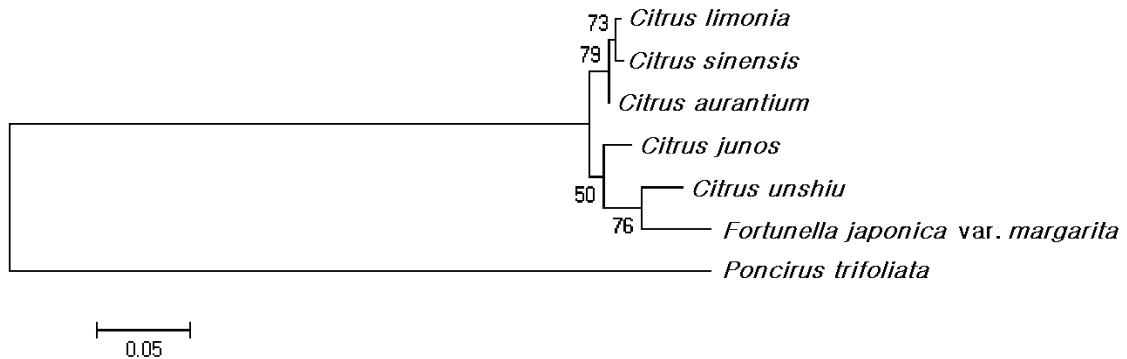 73
Citrus limonia
79
Citrus sinensis
Citrus aurantium
Citrus junos
50
Citrus unshiu
76
Fortunella japonica var. margarita
Poncirus trifoliata
0.05